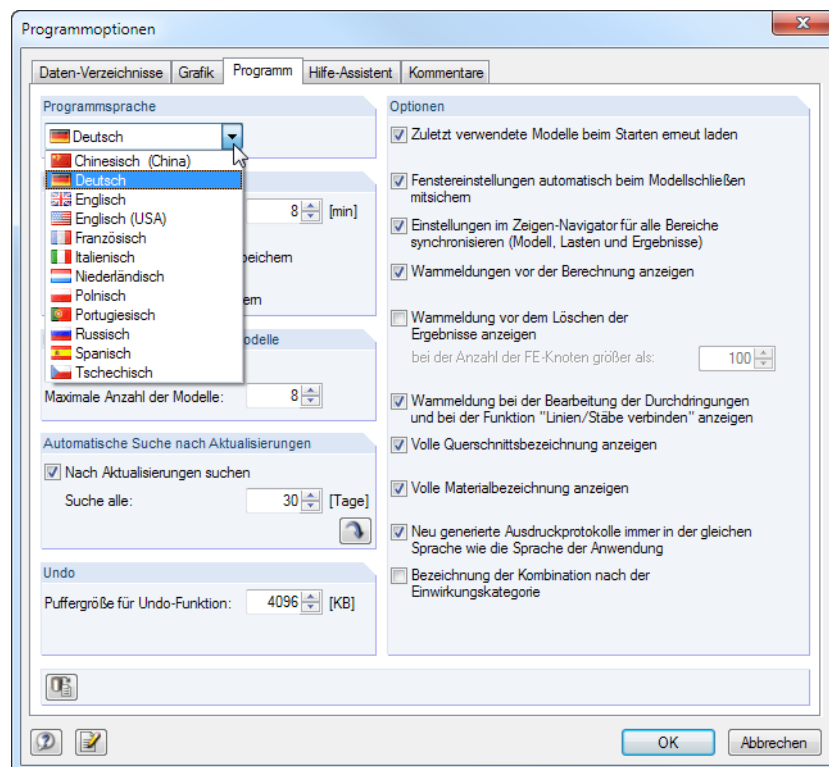 Programmoptionen
Daten-Verzeichnisse
Grafik
Programm
Hilfe-Assistent
Kommentare
Programmsprache
Deutsch
Chinesisch (China)
Deutsch
Englisch
Englisch (USA)
Französisch
Italienisch
Niederländisch
Polnisch
Portugiesisch
Russisch
Spanisch
Tschechisch
8 [min]
Maximale Anzahl der Modelle: 8
Automatische Suche nach Aktualisierungen
Nach Aktualisierungen suchen
Suche alle: 30 [Tage]
Undo
Puffergröße für Undo-Funktion: 4096 [KB]
Optionen
Zuletzt verwendete Modelle beim Starten erneut laden
Fenstereinstellungen automatisch beim Modellschließen
mitsichern
Einstellungen im Zeigen-Navigator für alle Bereiche
synchronisieren (Modell, Lasten und Ergebnisse)
Warnmeldungen vor der Berechnung anzeigen
Warnmeldung vor dem Löschen der
Ergebnisse anzeigen
bei der Anzahl der FE-Knoten größer als: 100
Warnmeldung bei der Bearbeitung der Durchdringungen
und bei der Funktion "Linien/Stäbe verbinden" anzeigen
Volle Querschnittsbezeichnung anzeigen
Volle Materialbezeichnung anzeigen
Neu generierte Ausdruckprotokolle immer in der gleichen
Sprache wie die Sprache der Anwendung
Bezeichnung der Kombination nach der
Einwirkungskategorie
OK
Abbrechen